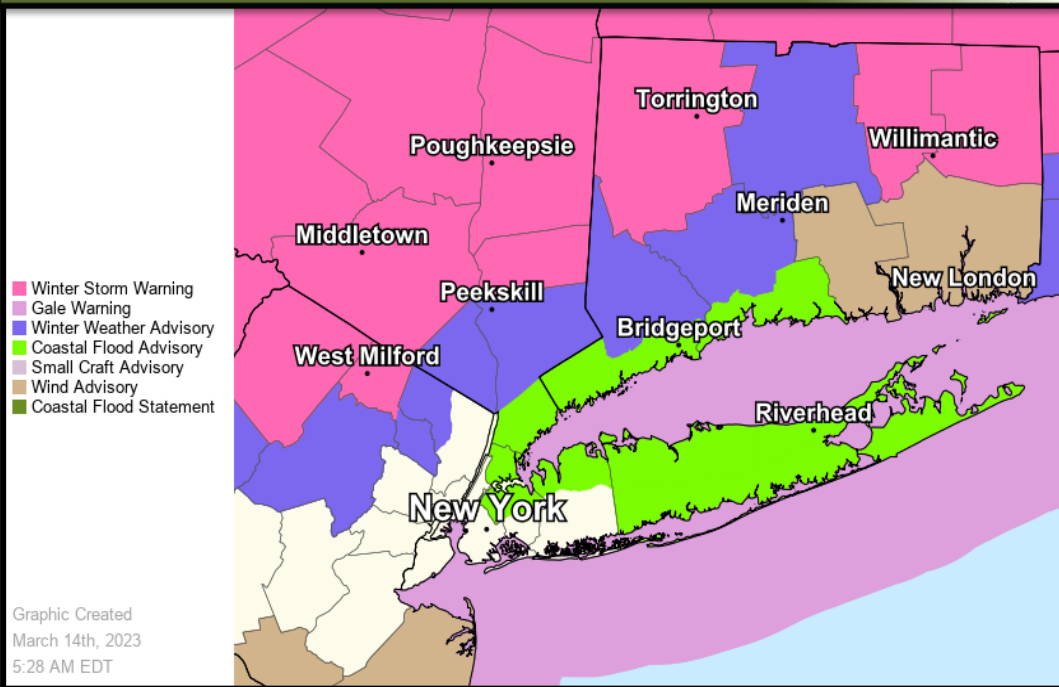 Torrington
Poughkeepsie
Willimantic
Meriden
Middletown
New London
Peekskill
Bridgeport
West Milford
Riverhead
New York
Winter Storm Warning
Gale Warning
Winter Weather Advisory
Coastal Flood Advisory
Small Craft Advisory
Wind Advisory
Coastal Flood Statement
Graphic Created
March 14th, 2023
5:28 AM EDT